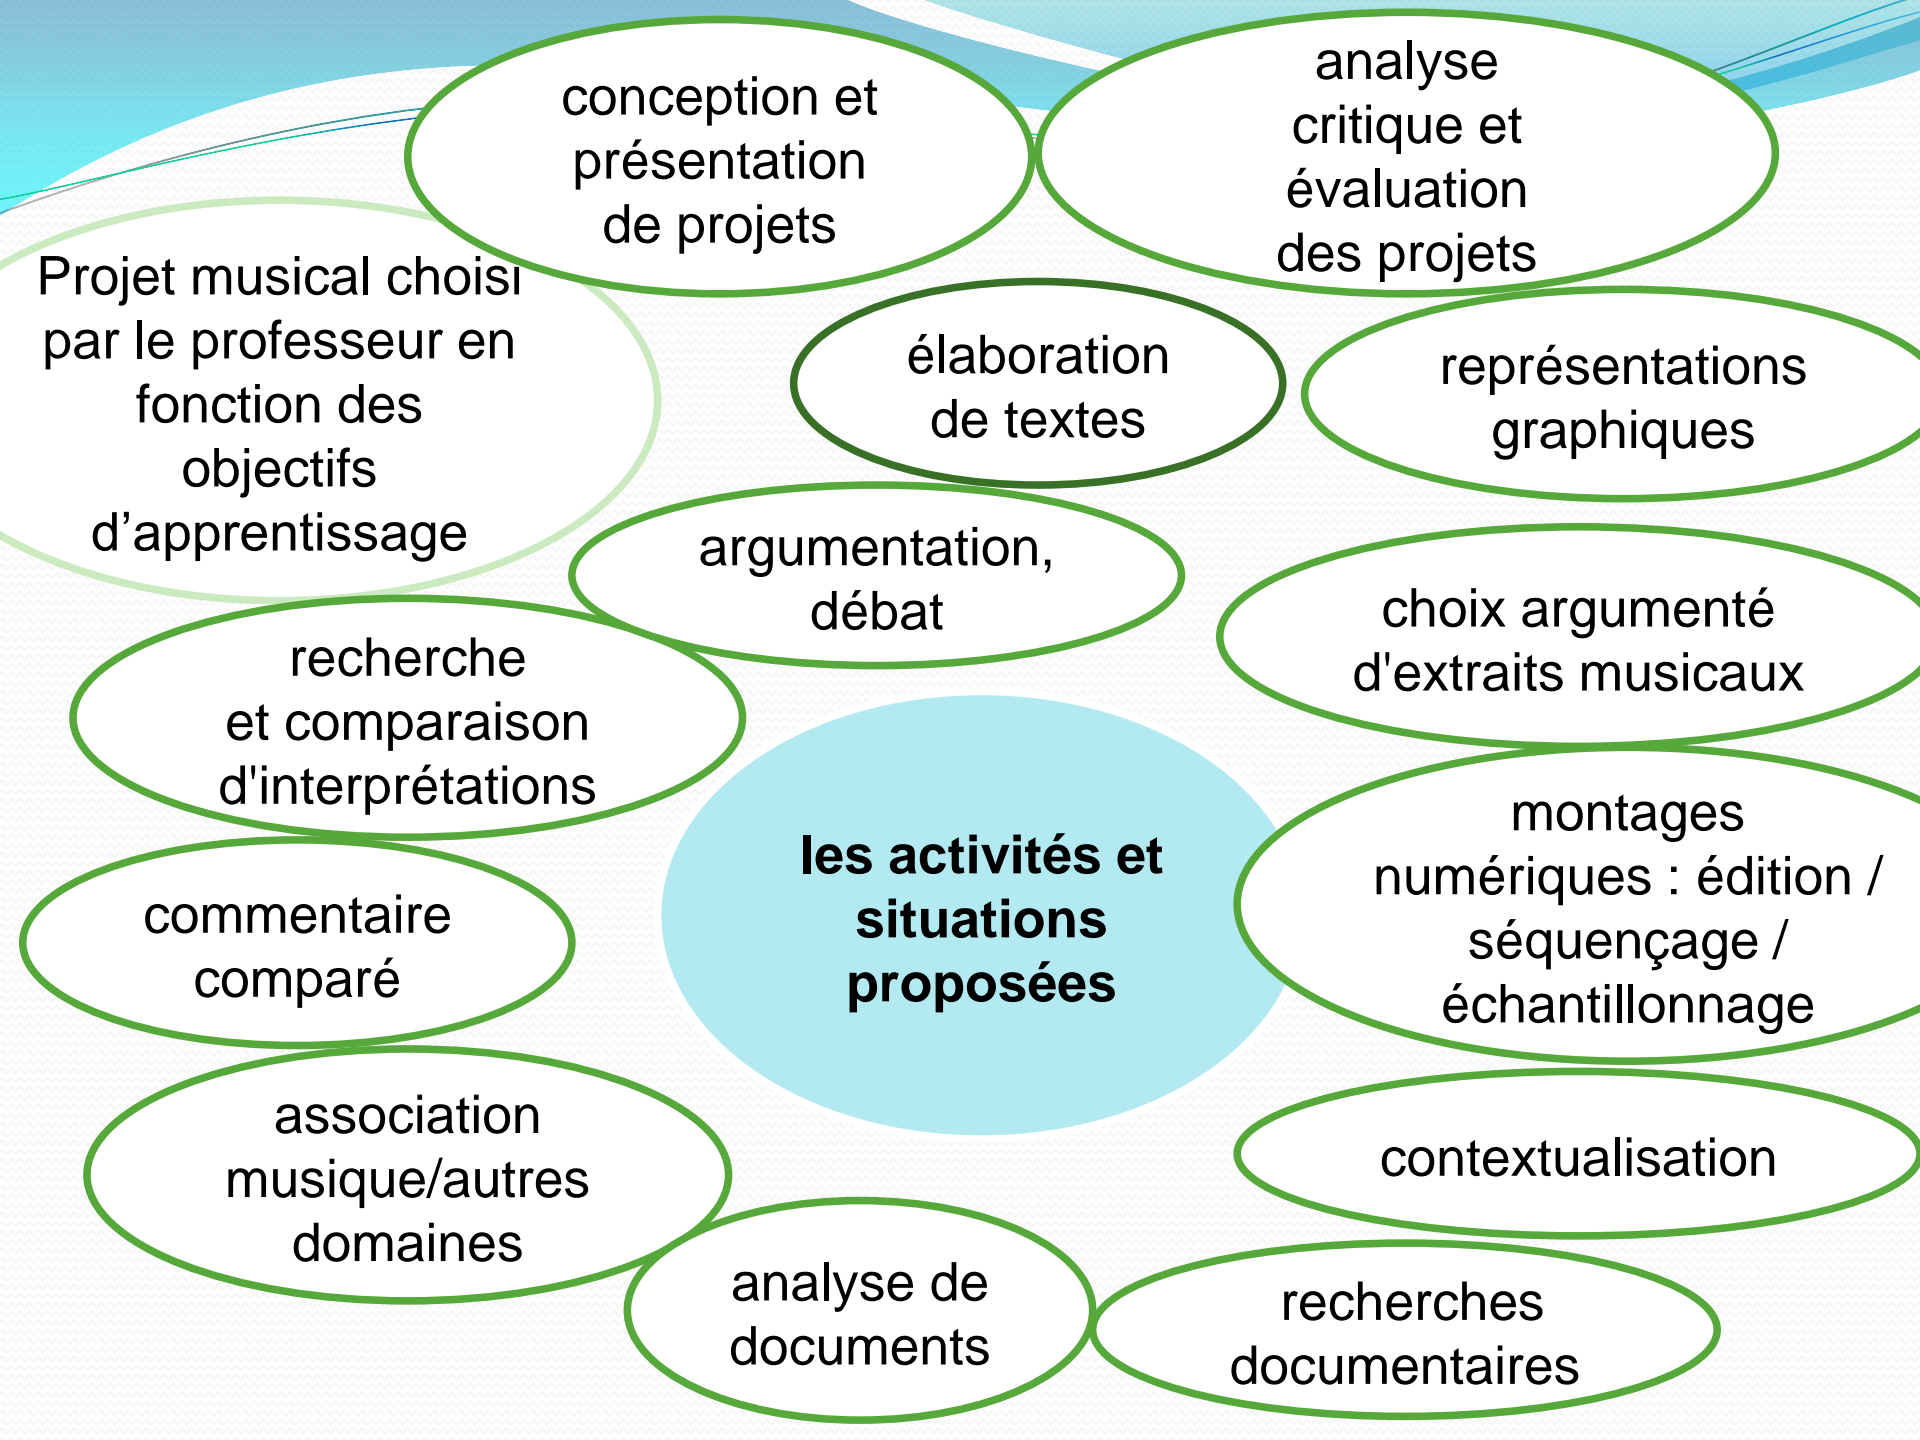 conception et
présentation
de projets
analyse
critique et
évaluation
des projets
Projet musical choisi
par le professeur en
fonction des
objectifs
d’apprentissage
élaboration
de textes
représentations
graphiques
argumentation,
débat
choix argumenté
d'extraits musicaux
recherche
et comparaison
d'interprétations
les activités et
situations
proposées
montages
numériques : édition /
séquençage /
échantillonnage
commentaire
comparé
association
musique/autres
domaines
contextualisation
analyse de
documents
recherches
documentaires